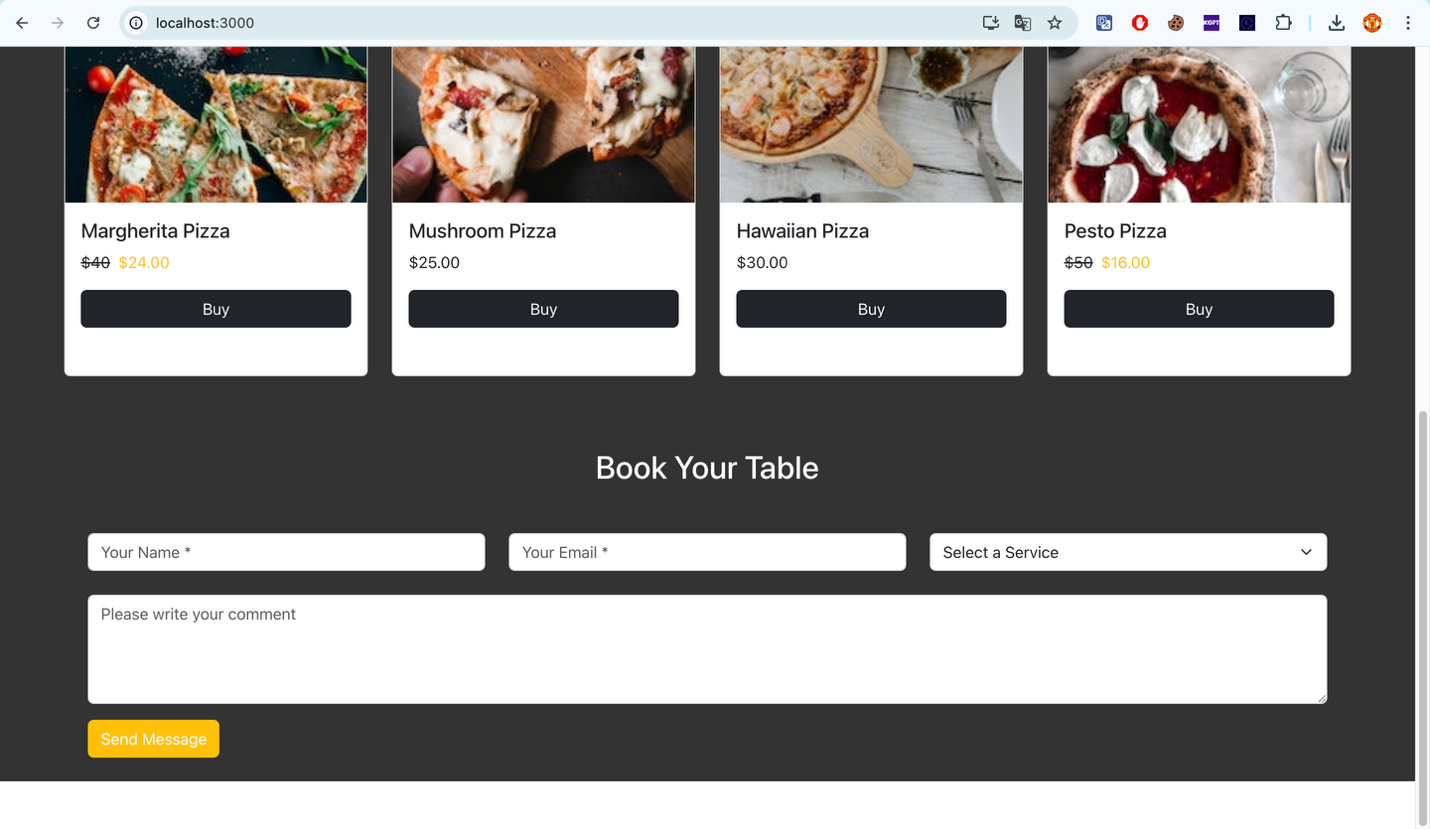 localhost:3000
KGPT
Margherita Pizza
Mushroom Pizza
Hawaiian Pizza
Pesto Pizza
$40 $24.00
$25.00
$30.00
$50 $16.00
Buy
Buy
Buy
Buy
Book Your Table
Your Name *
Your Email *
Select a Service
Please write your comment
Send Message